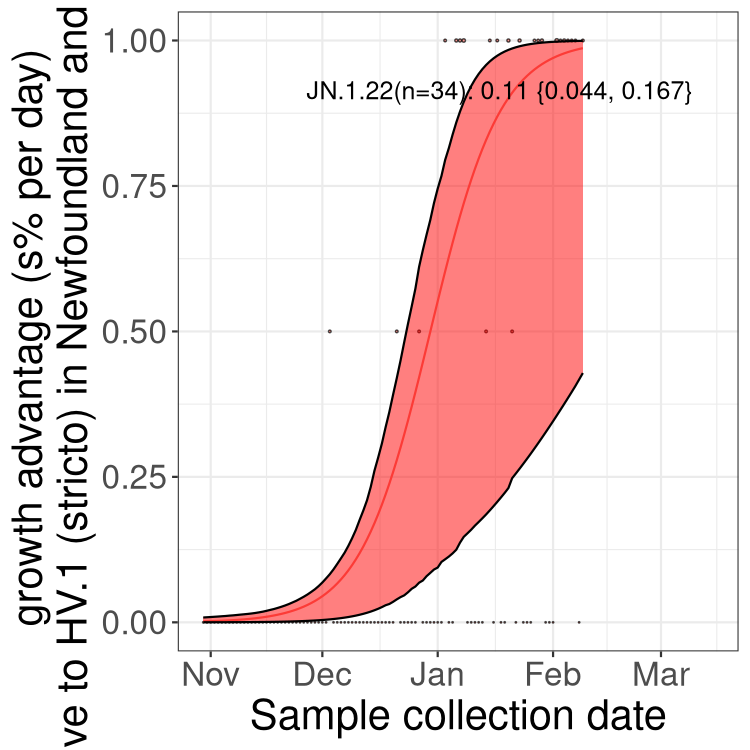 growth advantage (s% per day)
ve to HV.1 (stricto) in Newfoundland and
1.00
0.75
0.50
0.25
0.00
JN.1.22(n=34): 0.11 {0.044, 0.167}
Nov Dec Jan Feb Mar
Sample collection date